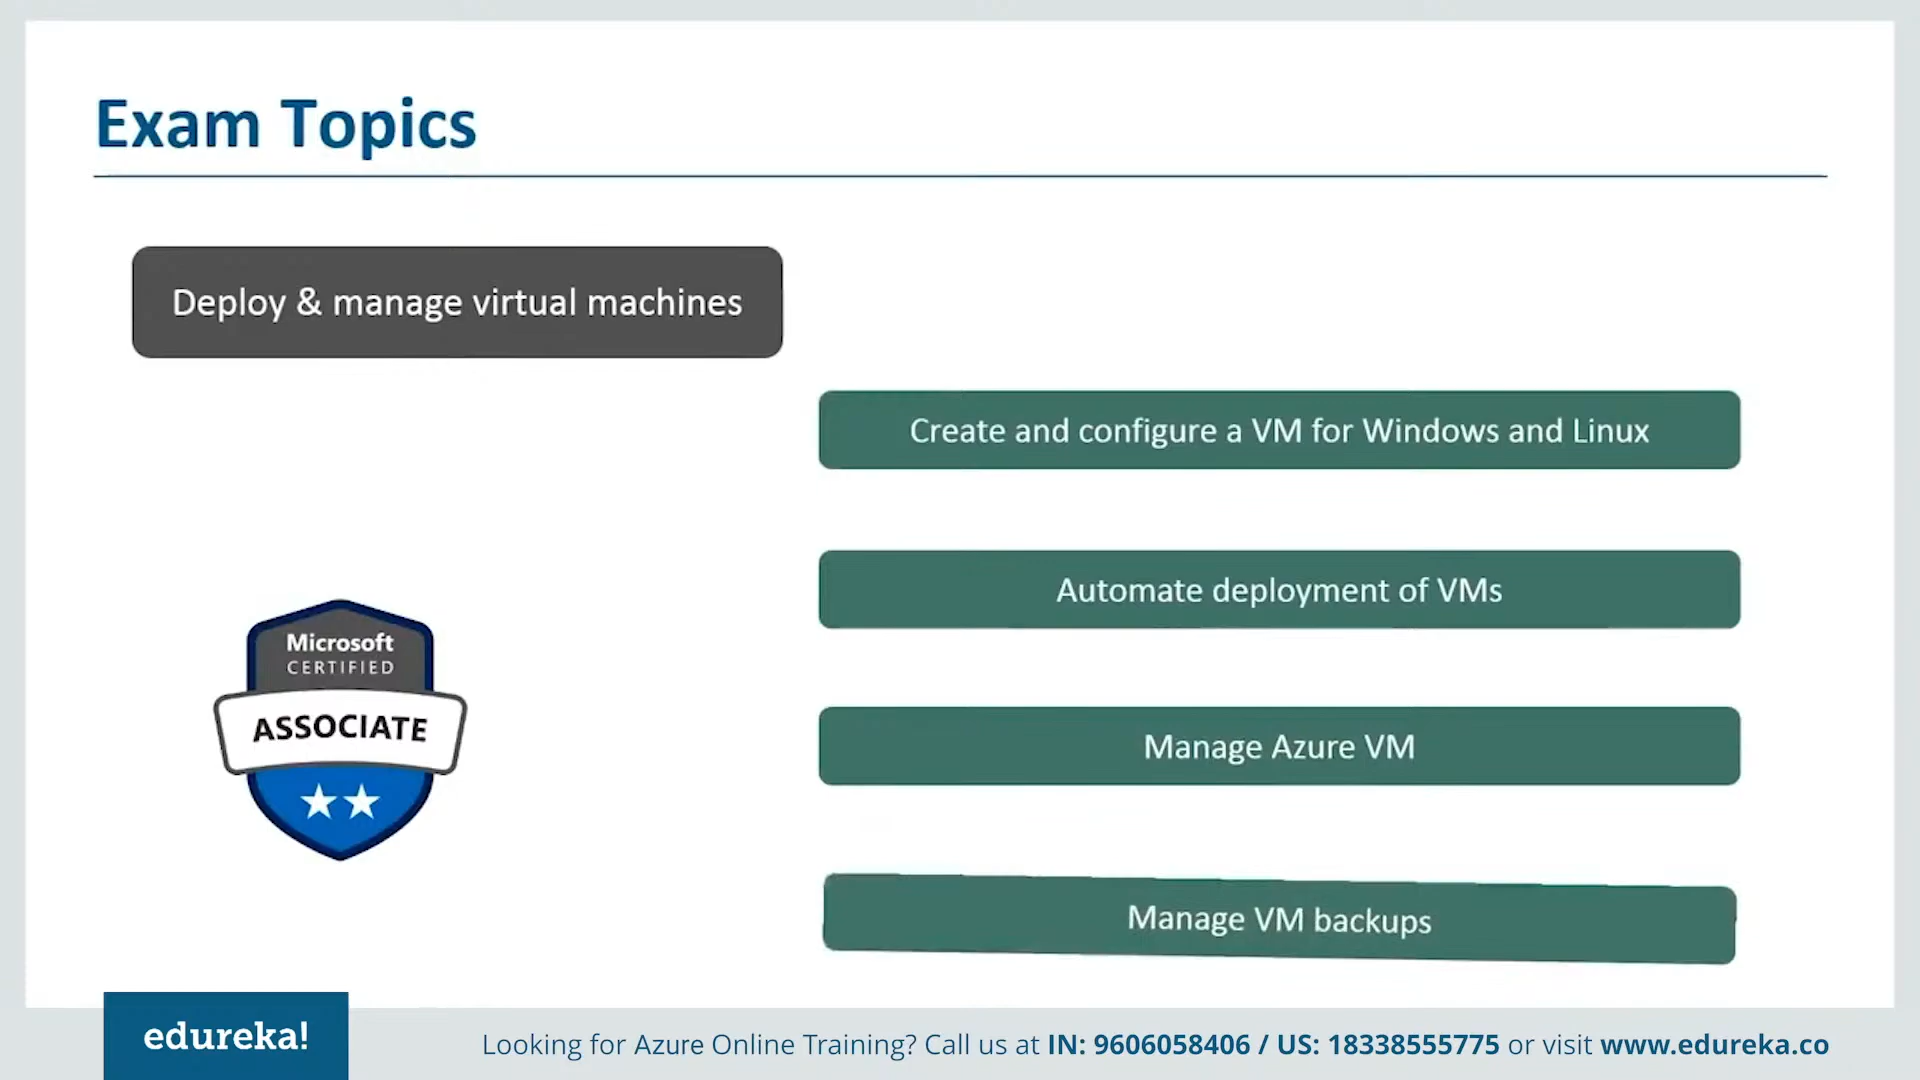 Exam Topics
Deploy & manage virtual machines
Create and configure a VM for Windows and Linux
Automate deployment of VMs
Microsoft
CERTIFIED
ASSOCIATE
Manage Azure VM
Manage VM backups
edureka!
Looking for Azure Online Training? Call us at IN: 9606058406 / US: 18338555775 or visit www.edureka.co